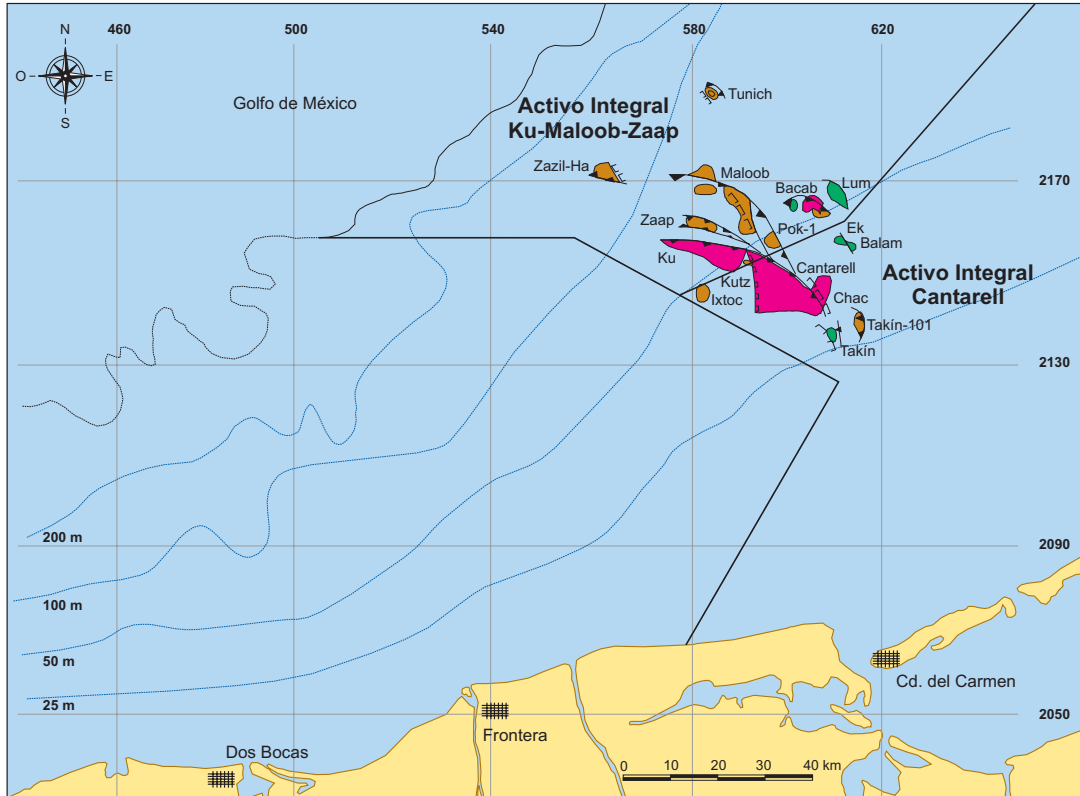 N
O
E
S
460
500
540
580
620
Golfo de México
Activo Integral
Ku-Maloob-Zaap
Tunich
Zazil-Ha
Maloob
Bacab
Lum
2170
Zaap
Pok-1
Ek
Balam
Ku
Kutz
Cantarell
Activo Integral
Cantarell
Ixtoc
Chac
Takín-101
Takín
2130
200 m
2090
100 m
50 m
25 m
Cd. del Carmen
2050
Frontera
Dos Bocas
0 10 20 30 40 km